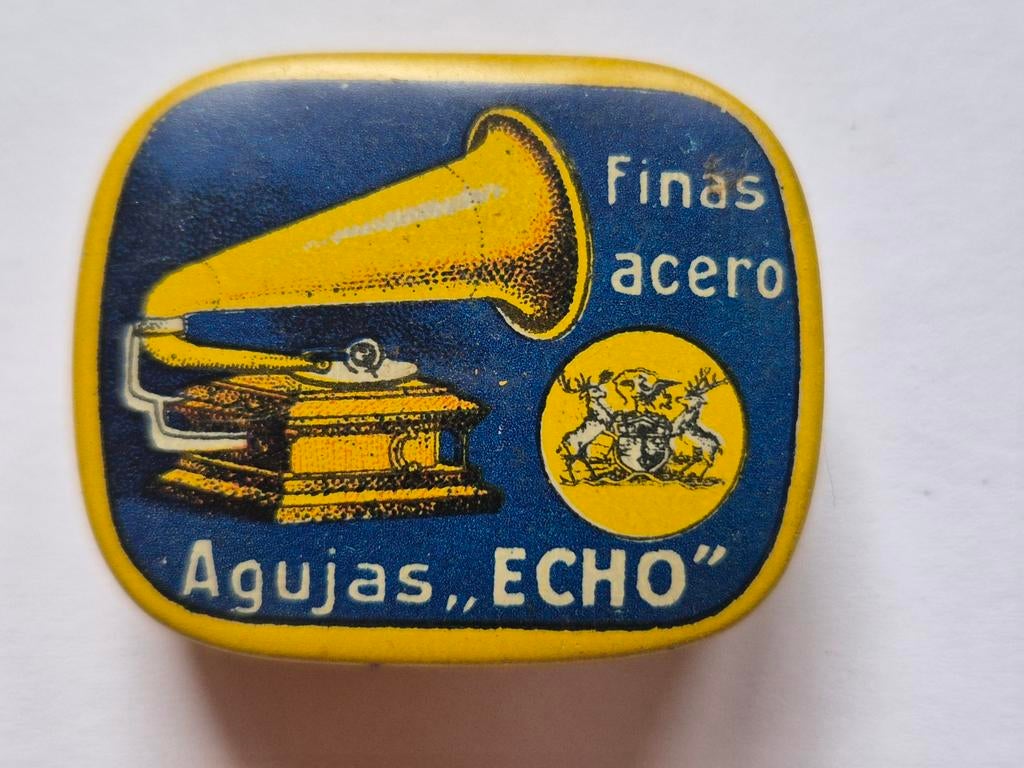 Finas
acero
Agujas „ECHO”